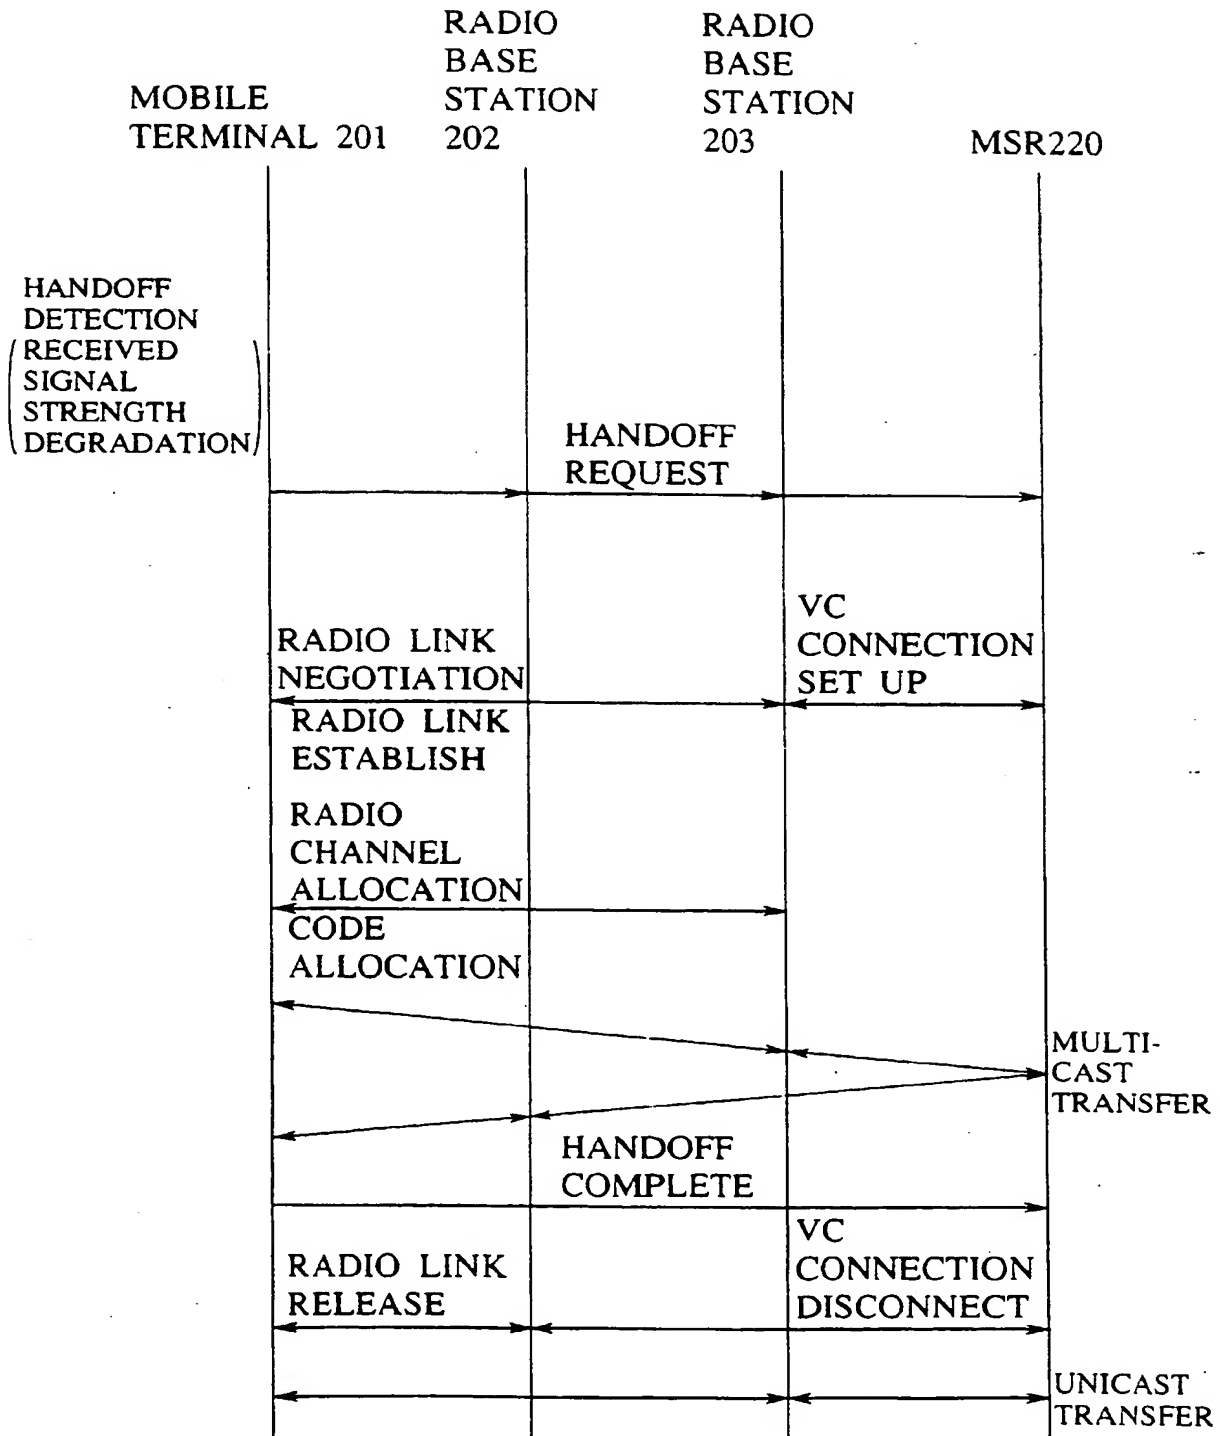 RADIO
BASE
STATION
202
RADIO
BASE
STATION
203
MOBILE
TERMINAL 201
MSR220
HANDOFF
DETECTION
(RECEIVED
SIGNAL
STRENGTH
DEGRADATION)
HANDOFF
REQUEST
RADIO LINK
NEGOTIATION
RADIO LINK
ESTABLISH
VC
CONNECTION
SET UP
RADIO
CHANNEL
ALLOCATION
CODE
ALLOCATION
MULTI-
CAST
TRANSFER
HANDOFF
COMPLETE
RADIO LINK
RELEASE
VC
CONNECTION
DISCONNECT
UNICAST
TRANSFER